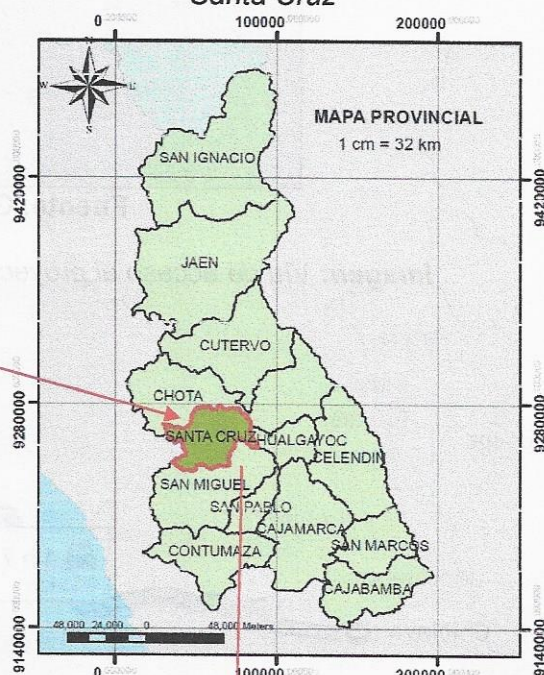 Santa Cruz
0 100000 200000
N
W E
S
MAPA PROVINCIAL
1 cm = 32 km
9420000 9420000
SAN IGNACIO
JAEN
CUTERVO
CHOTA
9280000 9280000
SANTA CRUZ HUALGAYOC
CELENDIN
SAN MIGUEL
SAN PABLO
CAJAMARCA
CONTUMAZA SAN MARCOS
CAJABAMBA
48,000 24,000 0 48,000 Meters
9140000 9140000
0 100000 200000